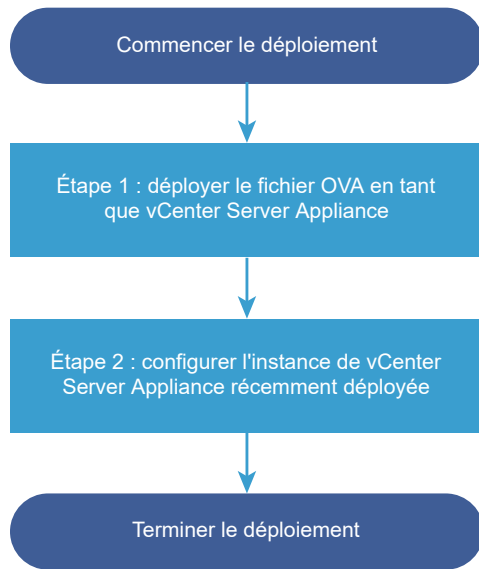 Commencer le déploiement
Étape 1 : déployer le fichier OVA en tant
que vCenter Server Appliance
Étape 2 : configurer l'instance de vCenter
Server Appliance récemment déployée
Terminer le déploiement